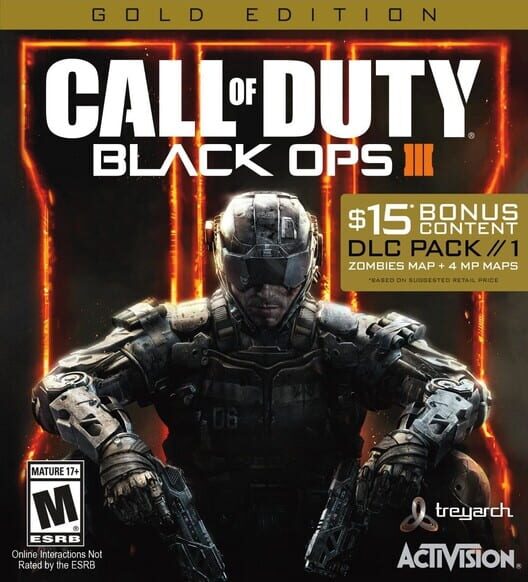 GOLD EDITION
CALL OF DUTY®
BLACK OPS III
$15* BONUS CONTENT
DLC PACK // 1
ZOMBIES MAP + 4 MP MAPS
*BASED ON SUGGESTED RETAIL PRICE
06
MATURE 17+
M
ESRB
Online Interactions Not
Rated by the ESRB
treyarch
ACTIVISION®